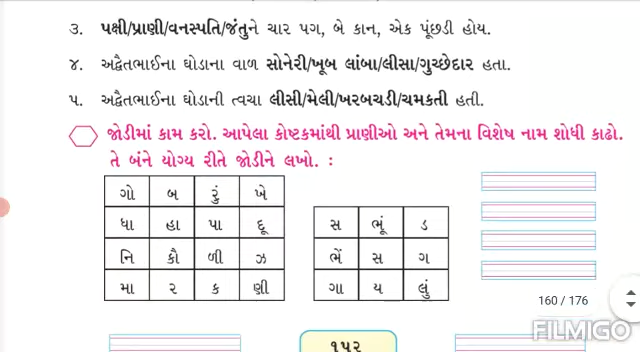 ૩. પક્ષી/પ્રાણી/વનસ્પતિ/જંતુને ચાર પગ, બે કાન, એક પૂંછડી હોય.
૪. અદ્વૈતભાઈના ઘોડાના વાળ સોનેરી/ખૂબ લાંબા/લીસા/ગુચ્છેદાર હતા.
૫. અદ્વૈતભાઈના ઘોડાની ત્વચા લીસી/મેલી/ખરબચડી/ચમકતી હતી.
જોડીમાં કામ કરો. આપેલા કોષ્ટકમાંથી પ્રાણીઓ અને તેમના વિશેષ નામ શોધી કાઢો.
તે બંને યોગ્ય રીતે જોડીને લખો. :
ગો બ રું ખે
ધા હા પા દૂ
નિ કૌ ળી ઝ
મા ર ક ણી
સ ભૂં ડ
ભેં સ ગ
ગા ય લું
160 / 176
FILMIGO
૧૫૨